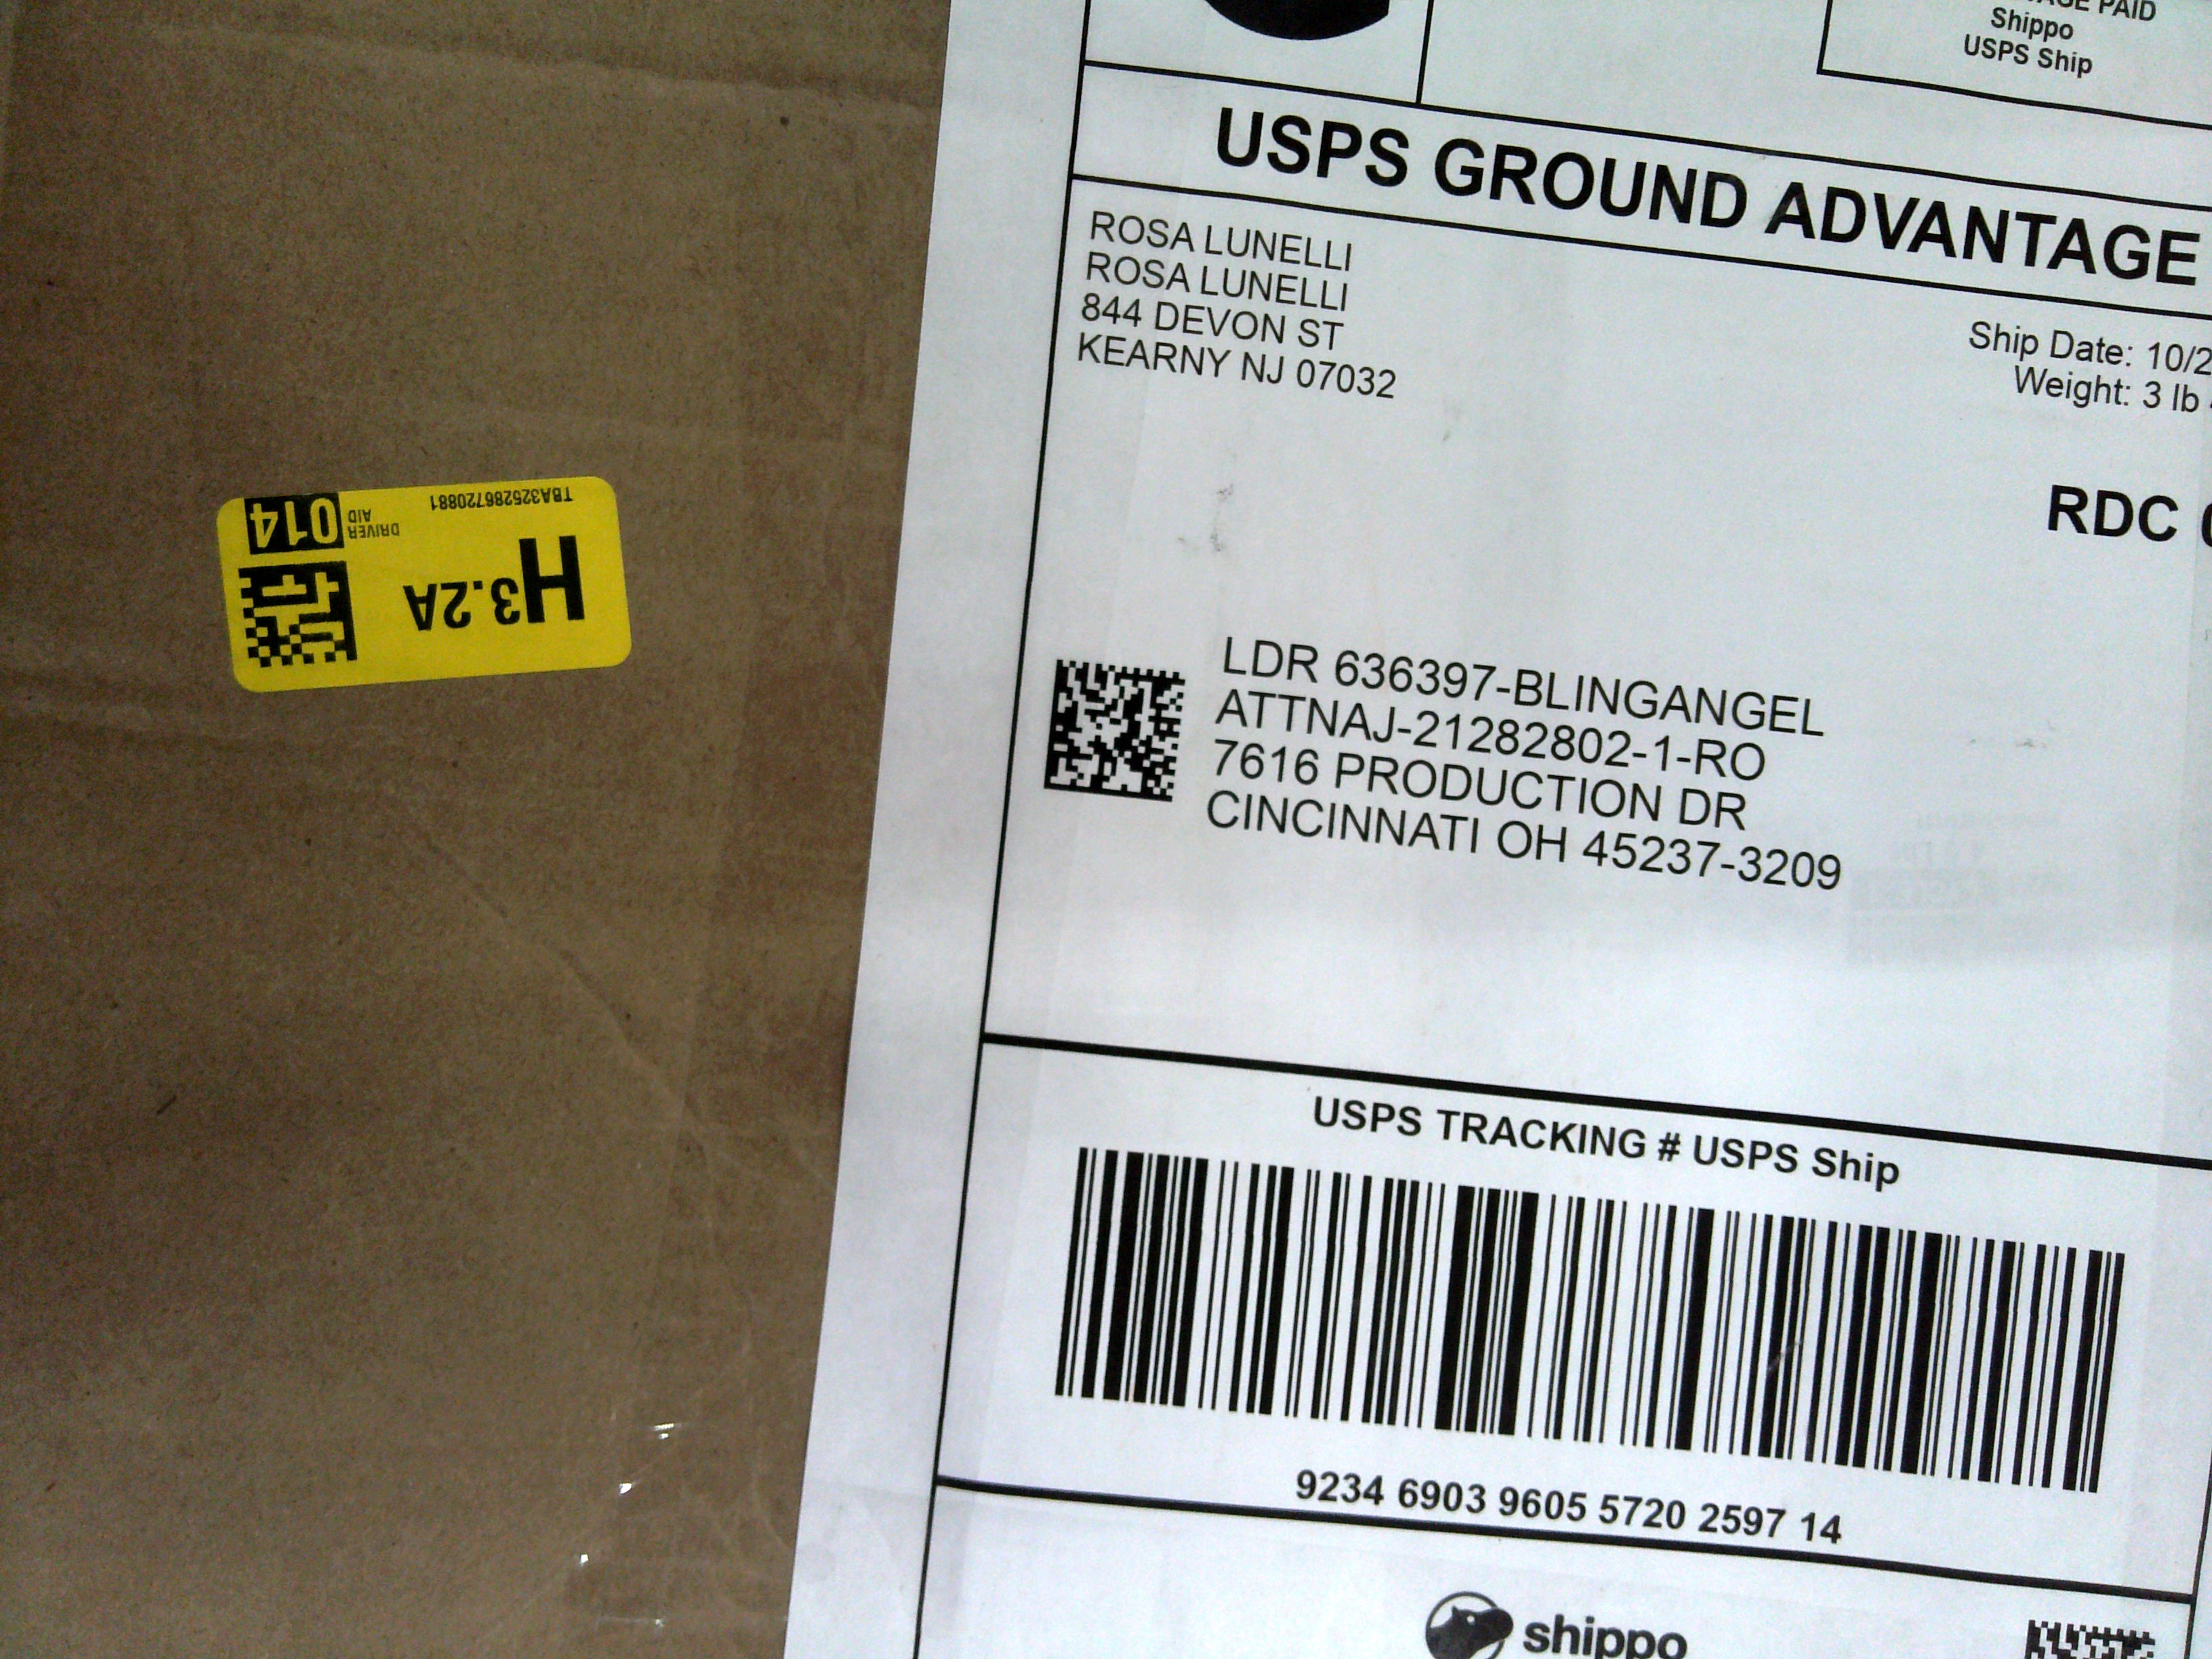 PAID
Shippo
USPS Ship
USPS GROUND ADVANTAGE
ROSA LUNELLI
ROSA LUNELLI
844 DEVON ST
KEARNY NJ 07032
Ship Date: 10/2
Weight: 3 lb
RDC
LDR 636397-BLINGANGEL
ATTNAJ-21282802-1-RO
7616 PRODUCTION DR
CINCINNATI OH 45237-3209
USPS TRACKING # USPS Ship
9234 6903 9605 5720 2597 14
shippo
H3.2A
DRIVER
AID
014
TBA325286720881